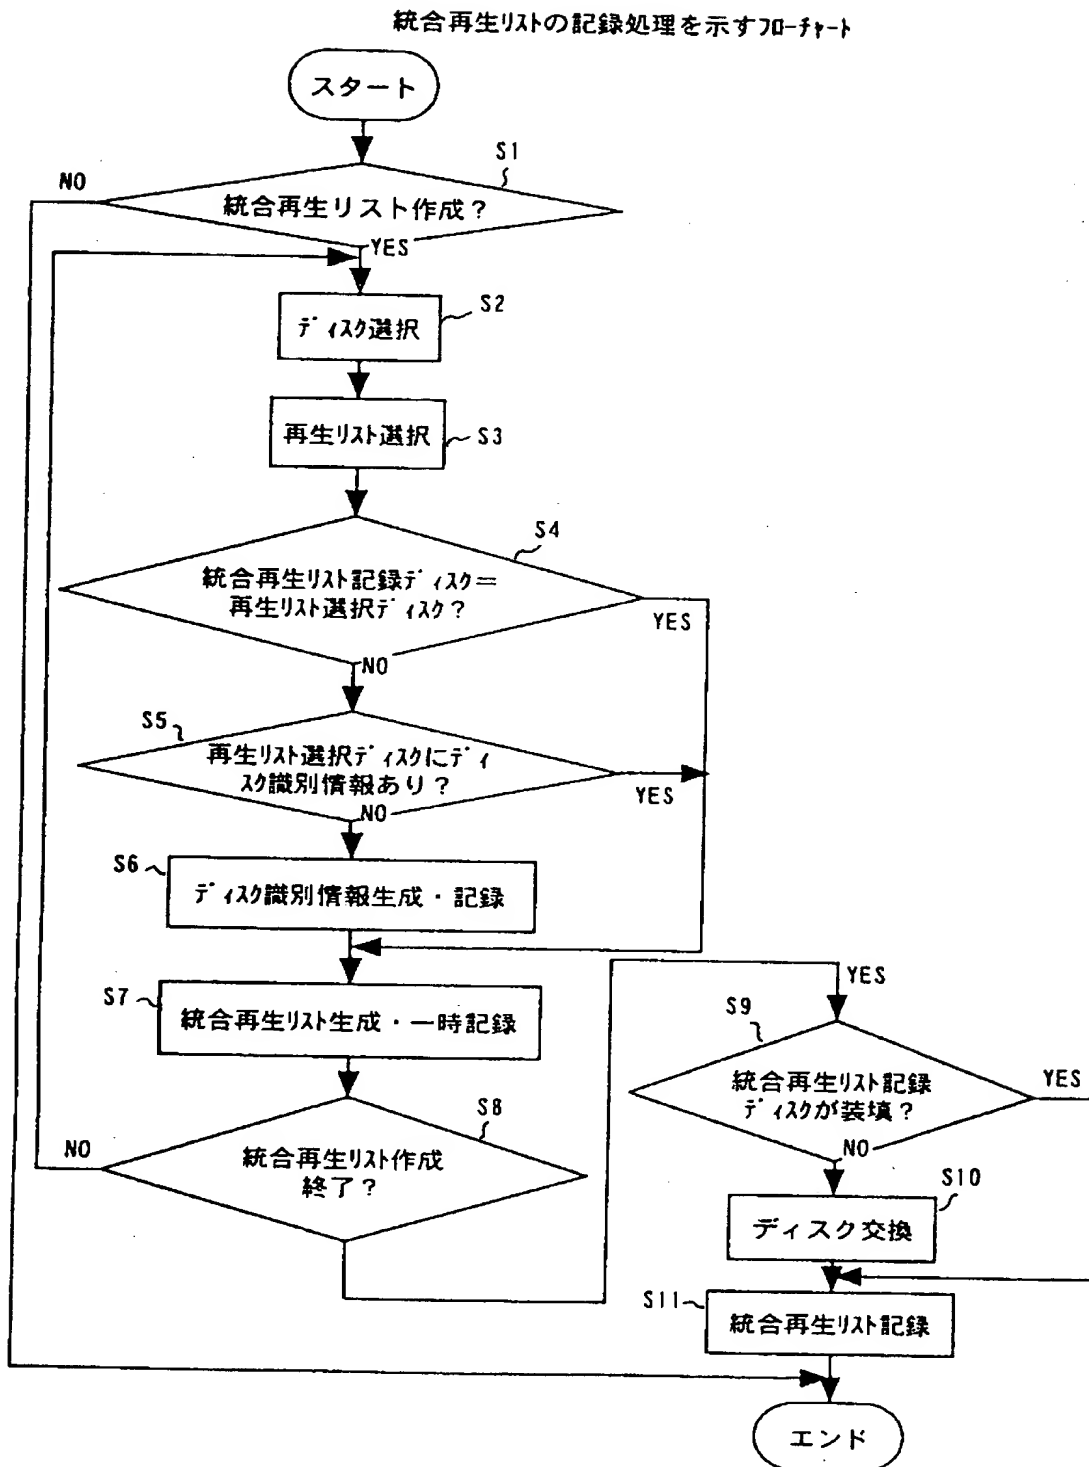 統合再生リストの記録処理を示すフローチャート
スタート
S1
NO
統合再生リスト作成？
YES
S2
ディスク選択
再生リスト選択
S3
S4
統合再生リスト記録ディスク＝
再生リスト選択ディスク？
YES
NO
S5
再生リスト選択ディスクにディ
スク識別情報あり？
YES
NO
S6
ディスク識別情報生成・記録
S7
統合再生リスト生成・一時記録
S8
NO
統合再生リスト作成
終了？
YES
S9
統合再生リスト記録
ディスクが装填？
YES
NO
S10
ディスク交換
S11
統合再生リスト記録
エンド